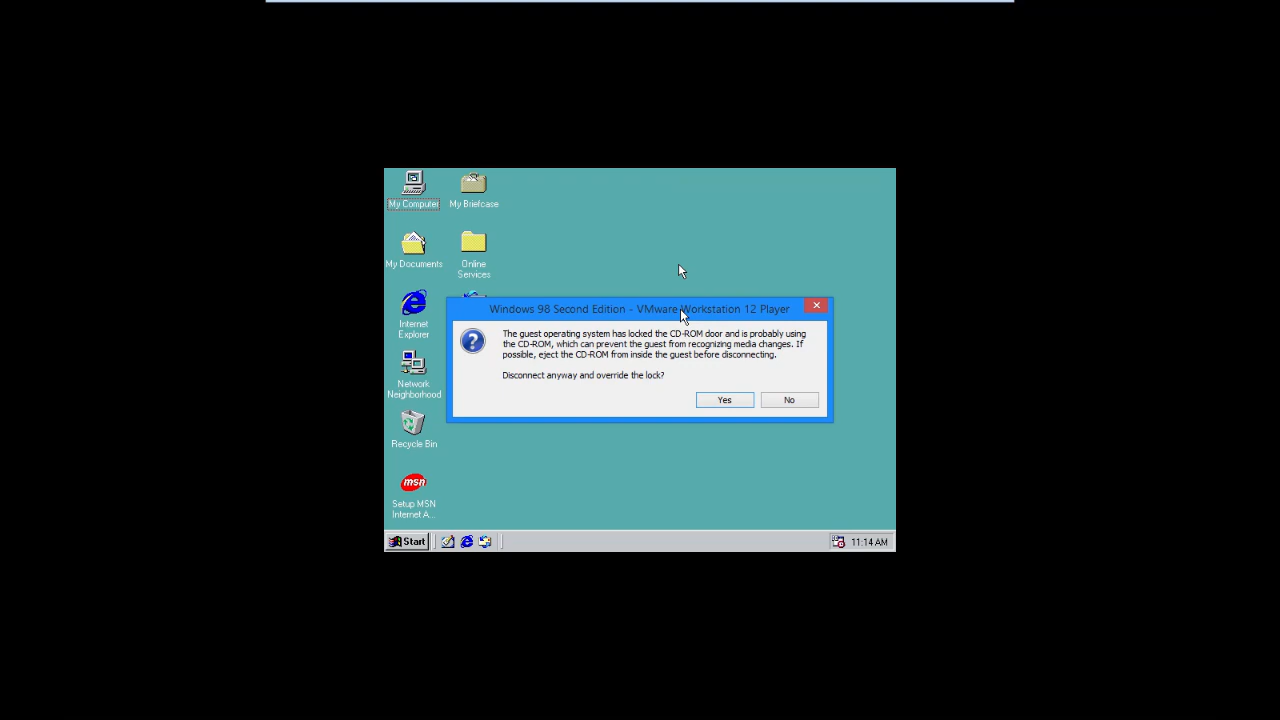 My Computer
My Briefcase
My Documents
Online
Services
Internet
Explorer
Windows 98 Second Edition - VMware Workstation 12 Player
The guest operating system has locked the CD-ROM door and is probably using
the CD-ROM, which can prevent the guest from recognizing media changes. If
possible, eject the CD-ROM from inside the guest before disconnecting.
Disconnect anyway and override the lock?
Yes
No
Network
Neighborhood
Recycle Bin
msn
Setup MSN
Internet A...
Start
11:14 AM